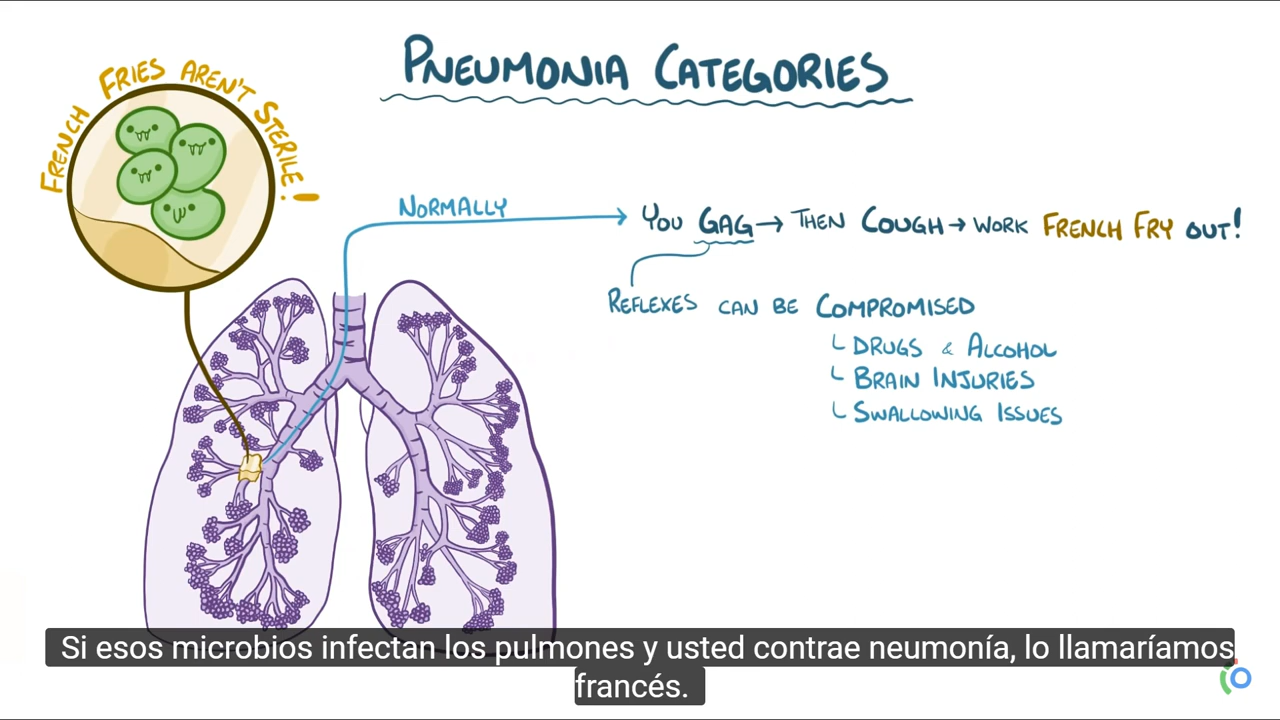 PNEUMONIA CATEGORIES
FRENCH FRIES AREN'T STERILE!
NORMALLY
YOU GAG → THEN COUGH → WORK FRENCH FRY OUT!
REFLEXES CAN BE COMPROMISED
DRUGS & ALCOHOL
BRAIN INJURIES
SWALLOWING ISSUES
Si esos microbios infectan los pulmones y usted contrae neumonía, lo llamaríamos
francés.